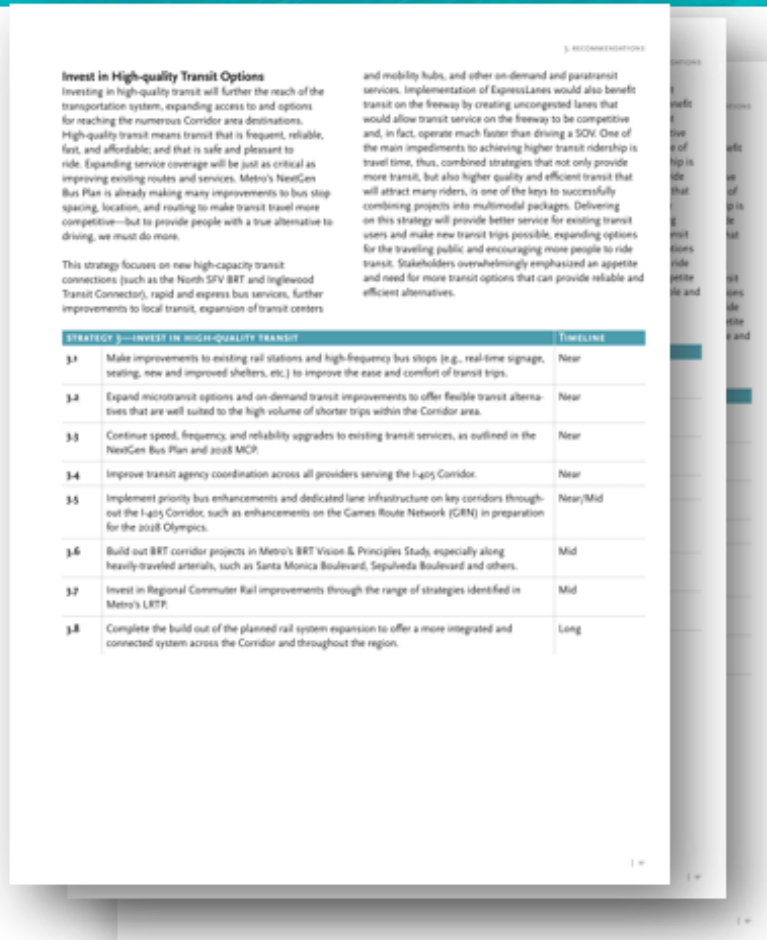 3. RECOMMENDATIONS
Invest in High-quality Transit Options
Investing in high-quality transit will further the reach of the
transportation system, expanding access to and options
for reaching the numerous Corridor area destinations.
High-quality transit means transit that is frequent, reliable,
fast, and affordable; and that is safe and pleasant to
ride. Expanding service coverage will be just as critical as
improving existing routes and services. Metro's NextGen
Bus Plan is already making many improvements to bus stop
spacing, location, and routing to make transit travel more
competitive—but to provide people with a true alternative to
driving, we must do more.
This strategy focuses on new high-capacity transit
connections (such as the North SFV BRT and Inglewood
Transit Connector), rapid and express bus services, further
improvements to local transit, expansion of transit centers
and mobility hubs, and other on-demand and paratransit
services. Implementation of ExpressLanes would also benefit
transit on the freeway by creating uncongested lanes that
would allow transit service on the freeway to be competitive
and, in fact, operate much faster than driving a SOV. One of
the main impediments to achieving higher transit ridership is
travel time, thus, combined strategies that not only provide
more transit, but also higher quality and efficient transit that
will attract many riders, is one of the keys to successfully
combining projects into multimodal packages. Delivering
on this strategy will provide better service for existing transit
users and make new transit trips possible, expanding options
for the traveling public and encouraging more people to ride
transit. Stakeholders overwhelmingly emphasized an appetite
and need for more transit options that can provide reliable and
efficient alternatives.
STRATEGY 3—INVEST IN HIGH-QUALITY TRANSIT TIMELINE
3.1 Make improvements to existing rail stations and high-frequency bus stops (e.g., real-time signage, Near
seating, new and improved shelters, etc.) to improve the ease and comfort of transit trips.
3.2 Expand microtransit options and on-demand transit improvements to offer flexible transit alterna- Near
tives that are well suited to the high volume of shorter trips within the Corridor area.
3.3 Continue speed, frequency, and reliability upgrades to existing transit services, as outlined in the Near
NextGen Bus Plan and 2028 MCP.
3.4 Improve transit agency coordination across all providers serving the I-405 Corridor. Near
3.5 Implement priority bus enhancements and dedicated lane infrastructure on key corridors through- Near/Mid
out the I-405 Corridor, such as enhancements on the Games Route Network (GRN) in preparation
for the 2028 Olympics.
3.6 Build out BRT corridor projects in Metro's BRT Vision & Principles Study, especially along Mid
heavily-traveled arterials, such as Santa Monica Boulevard, Sepulveda Boulevard and others.
3.7 Invest in Regional Commuter Rail improvements through the range of strategies identified in Mid
Metro's LRTP.
3.8 Complete the build out of the planned rail system expansion to offer a more integrated and Long
connected system across the Corridor and throughout the region.